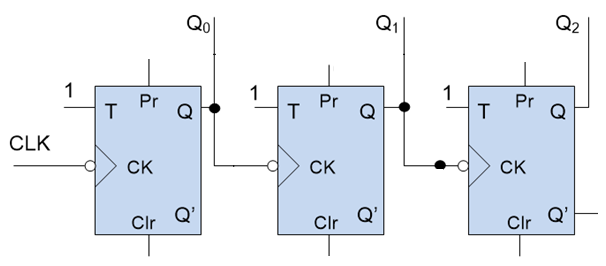 Q0 Q1 Q2
1 Pr 1 Pr 1 Pr
T Q T Q T Q
CLK CK CK CK
Clr Q' Clr Q' Clr Q'